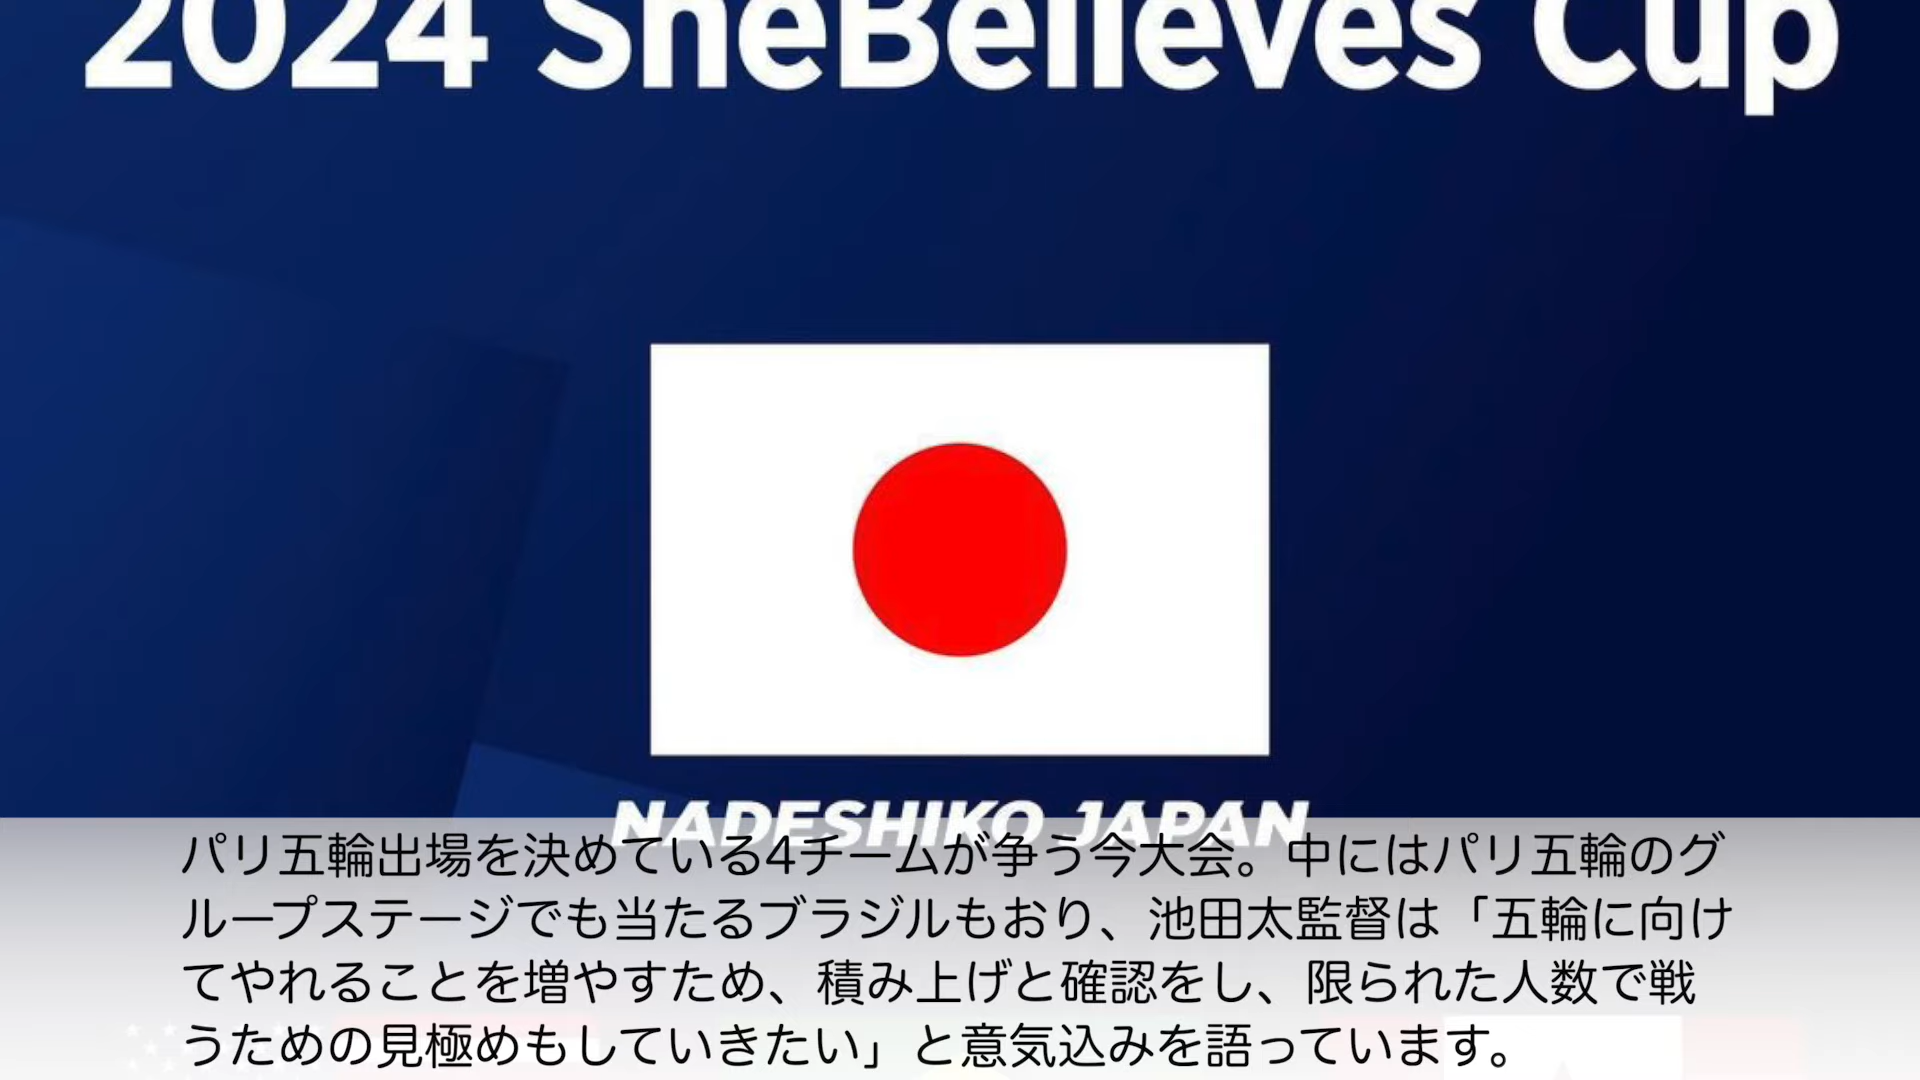 2024 SheBelieves Cup
NADESHIKO JAPAN
パリ五輪出場を決めている4チームが争う今大会。中にはパリ五輪のグ
ループステージでも当たるブラジルもおり、池田太監督は「五輪に向け
てやれることを増やすため、積み上げと確認をし、限られた人数で戦
うための見極めもしていきたい」と意気込みを語っています。